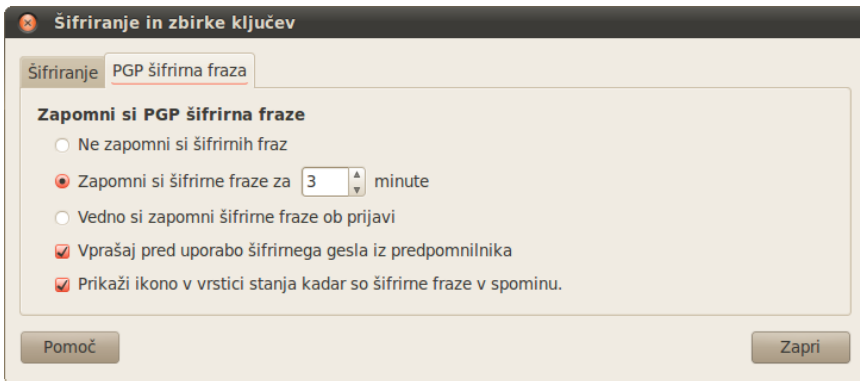 Šifriranje in zbirke ključev
Šifriranje PGP šifrirna fraza
Zapomni si PGP šifrirna fraze
Ne zapomni si šifrirnih fraz
Zapomni si šifrirne fraze za 3 minute
Vedno si zapomni šifrirne fraze ob prijavi
Vprašaj pred uporabo šifrirnega gesla iz predpomnilnika
Prikaži ikono v vrstici stanja kadar so šifrirne fraze v spominu.
Pomoč Zapri